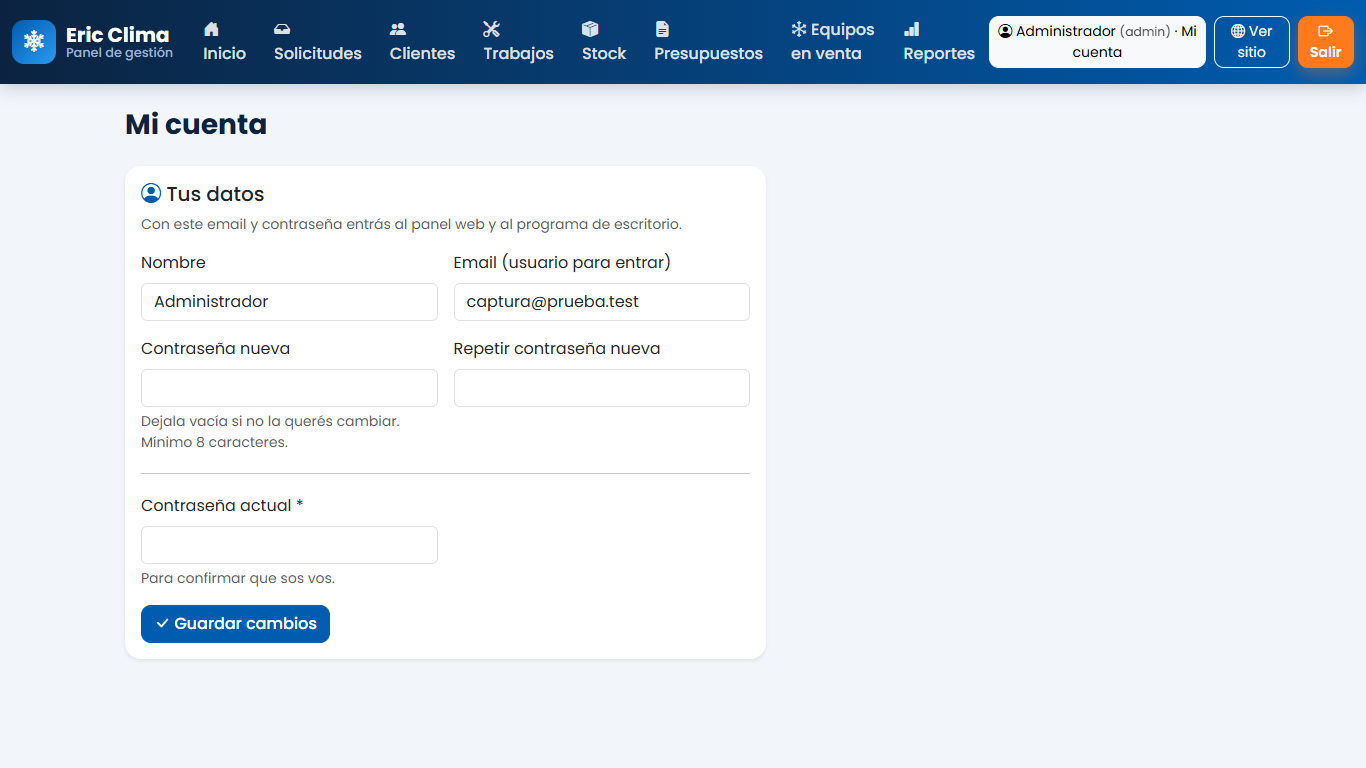 Eric Clima
Panel de gestión
Inicio
Solicitudes
Clientes
Trabajos
Stock
Presupuestos
Equipos
en venta
Reportes
Administrador (admin) · Mi
cuenta
Ver
sitio
Salir
Mi cuenta
Tus datos
Con este email y contraseña entrás al panel web y al programa de escritorio.
Nombre
Email (usuario para entrar)
Administrador
captura@prueba.test
Contraseña nueva
Repetir contraseña nueva
Dejala vacía si no la querés cambiar.
Mínimo 8 caracteres.
Contraseña actual *
Para confirmar que sos vos.
Guardar cambios